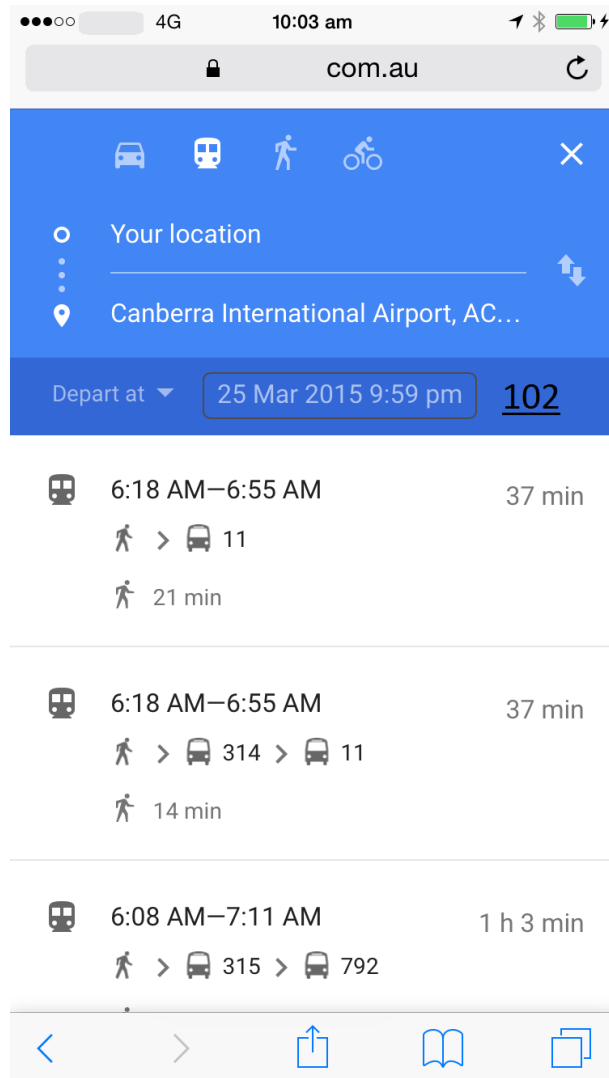 4G 10:03 am
com.au
Your location
Canberra International Airport, AC...
Depart at 25 Mar 2015 9:59 pm 102
6:18 AM—6:55 AM 37 min
11
21 min
6:18 AM—6:55 AM 37 min
314 11
14 min
6:08 AM—7:11 AM 1 h 3 min
315 792